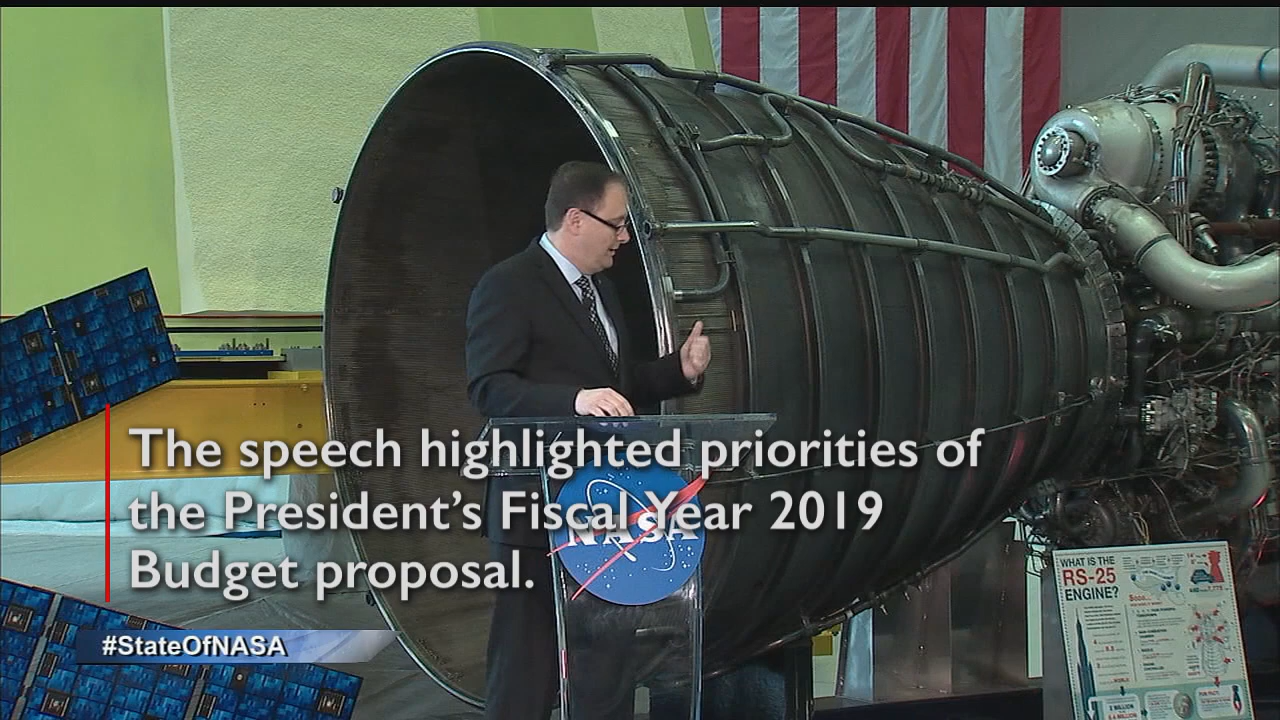 The speech highlighted priorities of
the President's Fiscal Year 2019
Budget proposal.
NASA
#StateOfNASA
WHAT IS THE
RS-25
ENGINE?